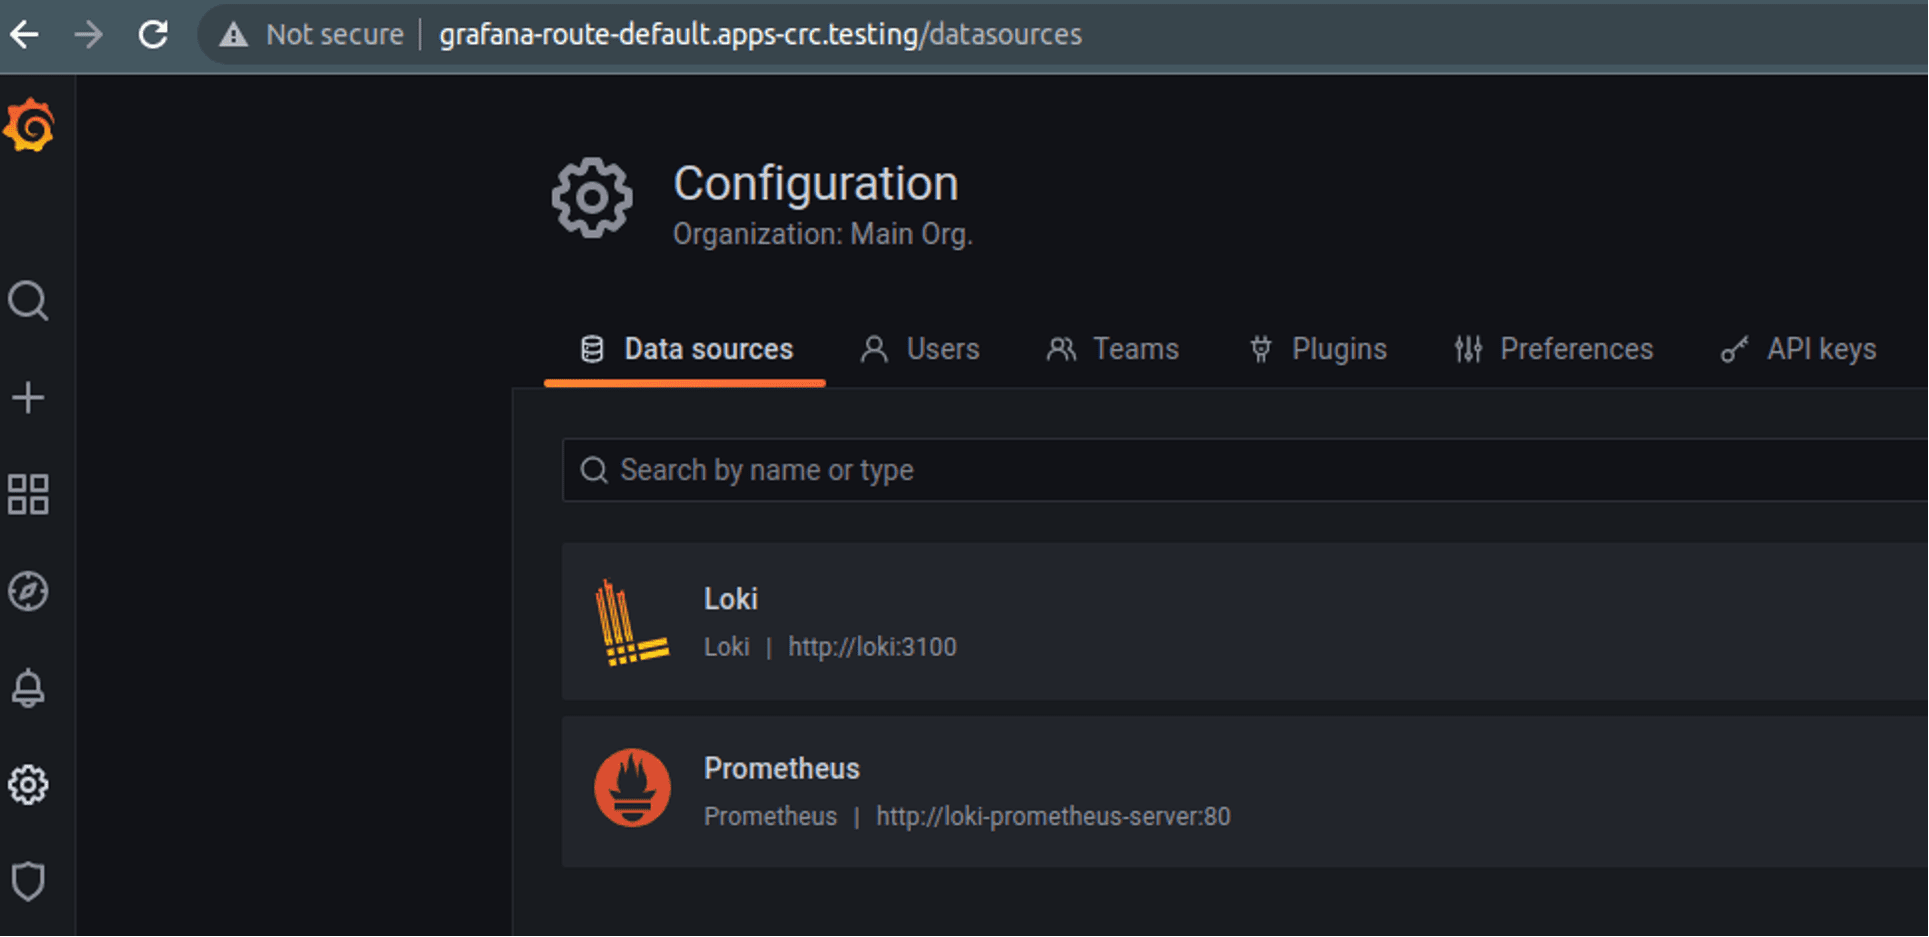 Not secure | grafana-route-default.apps-crc.testing/datasources
Configuration
Organization: Main Org.
Data sources Users Teams Plugins Preferences API keys
Search by name or type
Loki
Loki | http://loki:3100
Prometheus
Prometheus | http://loki-prometheus-server:80